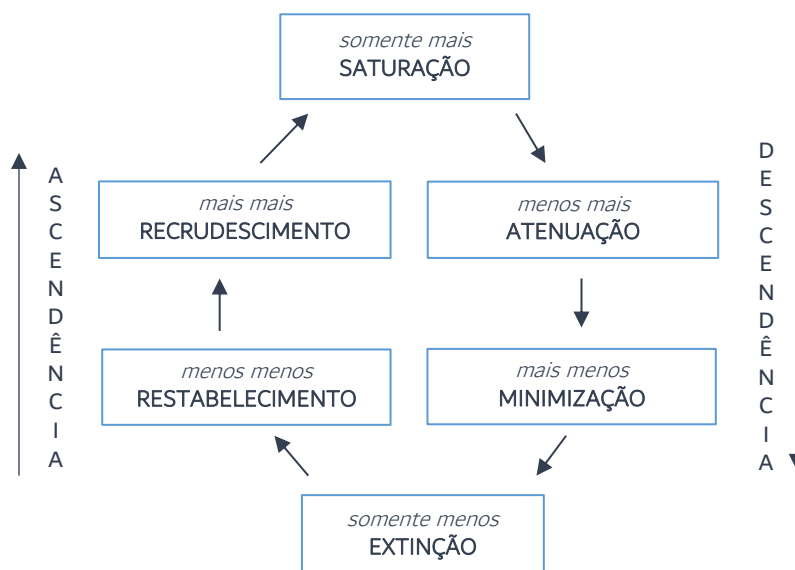 somente mais
SATURAÇÃO
ASCENDÊNCIA
mais mais
RECRUDESCIMENTO
menos mais
ATENUAÇÃO
DESCENDÊNCIA
menos menos
RESTABELECIMENTO
mais menos
MINIMIZAÇÃO
somente menos
EXTINÇÃO